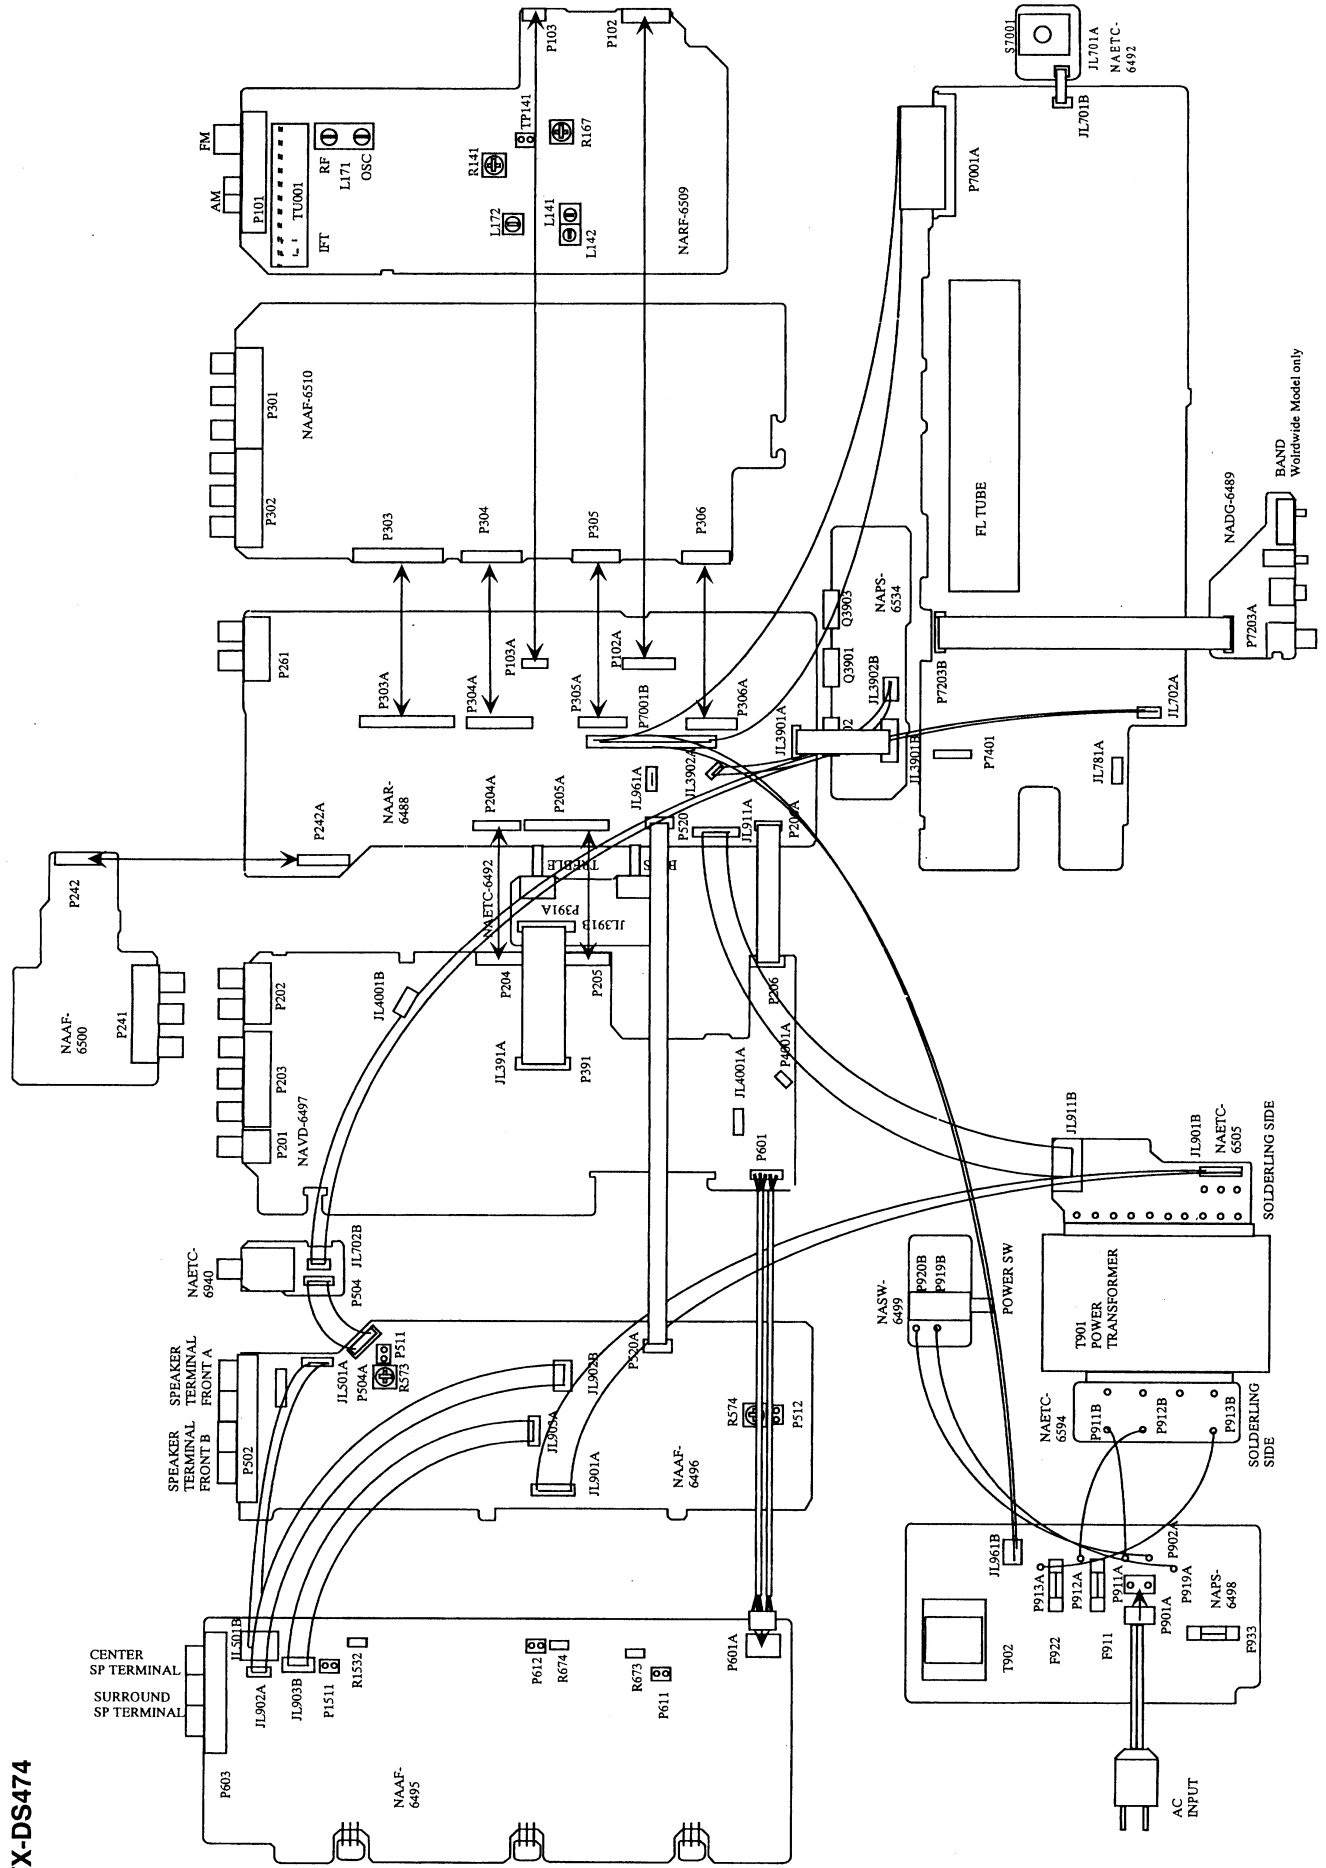 X-DS474
FM
AM
P101
TU001
IFT
RF
L171
OSC
R141
TP141
R167
L172
L141
L142
NARF-6509
P103
P102
S7001
JL701A
NAETC-
6492
JL701B
P7001A
FL TUBE
P301
P302
NAAF-6510
P303
P304
P305
P306
P261
P303A
P304A
P103A
P305A
P102A
P7001B
P306A
P242A
NAAR-
6488
P204A
P205A
JL961A
JL3902A
P520
JL911A
P206A
JL3901A
Q3901
Q3903
NAPS-
6534
JL3902B
02
JL3901B
P7203B
P7401
JL781A
JL702A
P7203A
NADG-6489
BAND
Wolrdwide Model only
P242
NAAF-
6500
P241
P202
P203
P201
NAVD-6497
JL4001B
NAETC-6492
TREBLE
P391A
JL391B
P204
P205
JL391A
P391
P206
JL4001A
P4001A
P601
NAETC-
6940
JL702B
P504
SPEAKER
TERMINAL
FRONT A
SPEAKER
TERMINAL
FRONT B
P502
JL501A
P504A
P511
R573
JL902B
JL903A
JL901A
P520A
R574
P512
NAAF-
6496
NASW-
6499
P920B
P919B
POWER SW
JL911B
JL901B
NAETC-
6505
SOLDERLING SIDE
T901
POWER
TRANSFORMER
NAETC-
6594
P911B
P912B
P913B
SOLDERLING
SIDE
CENTER
SP TERMINAL
SURROUND
SP TERMINAL
P603
JL501B
JL902A
JL903B
P1511
R1532
P612
R674
R673
P611
P601A
NAAF-
6495
JL961B
T902
P913A
F922
P912A
F911
P911A
P902A
P901A
P919A
NAPS-
6498
F933
AC
INPUT